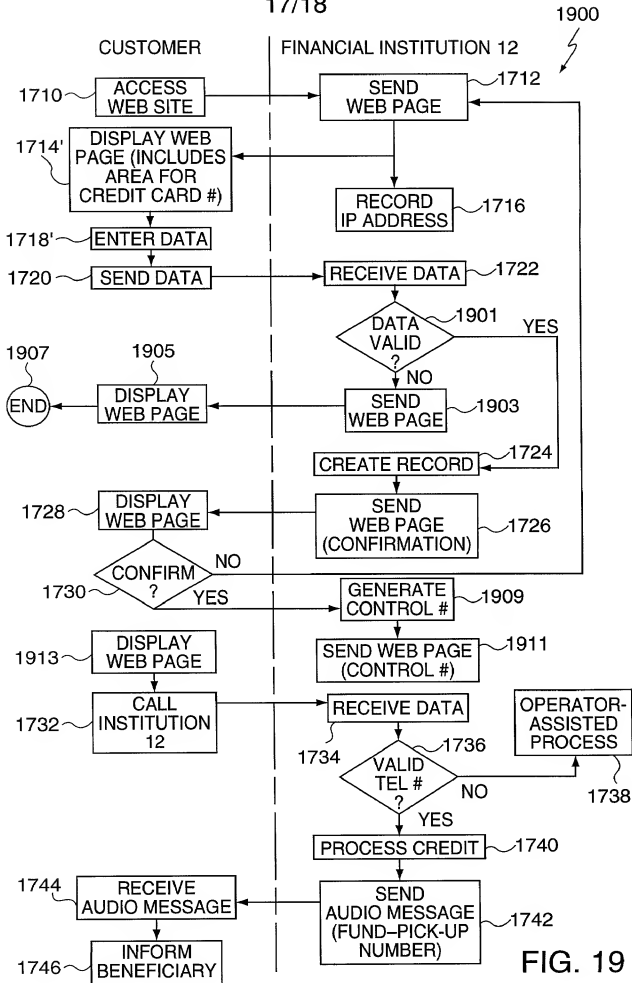 17/18
1900
CUSTOMER
FINANCIAL INSTITUTION 12
1710
ACCESS
WEB SITE
SEND
WEB PAGE
1712
1714'
DISPLAY WEB
PAGE (INCLUDES
AREA FOR
CREDIT CARD #)
RECORD
IP ADDRESS
1716
1718'
ENTER DATA
1720
SEND DATA
RECEIVE DATA
1722
DATA
VALID
?
1901
YES
NO
1907
END
1905
DISPLAY
WEB PAGE
SEND
WEB PAGE
1903
CREATE RECORD
1724
1728
DISPLAY
WEB PAGE
SEND
WEB PAGE
(CONFIRMATION)
1726
CONFIRM
?
1730
NO
YES
GENERATE
CONTROL #
1909
1913
DISPLAY
WEB PAGE
SEND WEB PAGE
(CONTROL #)
1911
1732
CALL
INSTITUTION
12
RECEIVE DATA
1734
VALID
TEL #
?
1736
NO
YES
OPERATOR-
ASSISTED
PROCESS
1738
PROCESS CREDIT
1740
1744
RECEIVE
AUDIO MESSAGE
SEND
AUDIO MESSAGE
(FUND–PICK-UP
NUMBER)
1742
1746
INFORM
BENEFICIARY
FIG. 19